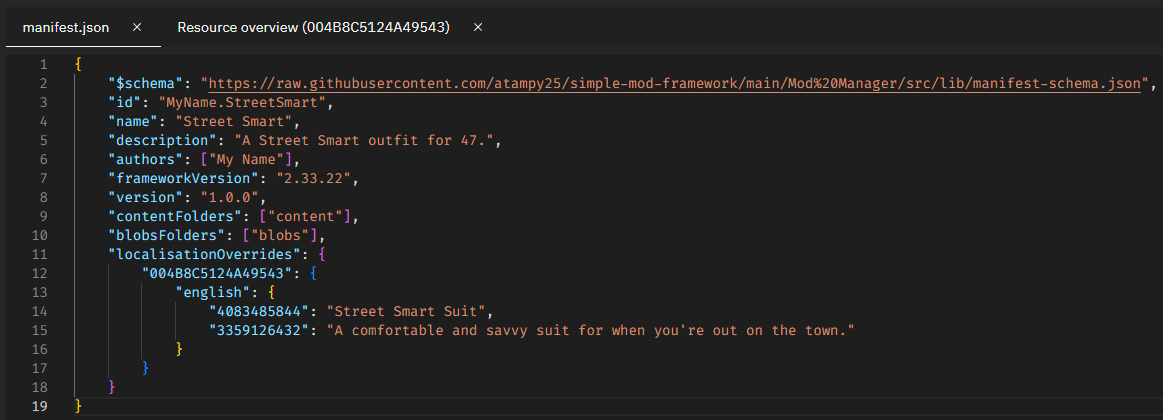 manifest.json × Resource overview (004B8C5124A49543) ×
1 {
2 "$schema": "https://raw.githubusercontent.com/atampy25/simple-mod-framework/main/Mod%20Manager/src/lib/manifest-schema.json",
3 "id": "MyName.StreetSmart",
4 "name": "Street Smart",
5 "description": "A Street Smart outfit for 47.",
6 "authors": ["My Name"],
7 "frameworkVersion": "2.33.22",
8 "version": "1.0.0",
9 "contentFolders": ["content"],
10 "blobsFolders": ["blobs"],
11 "localisationOverrides": {
12 "004B8C5124A49543": {
13 "english": {
14 "4083485844": "Street Smart Suit",
15 "3359126432": "A comfortable and savvy suit for when you're out on the town."
16 }
17 }
18 }
19 }